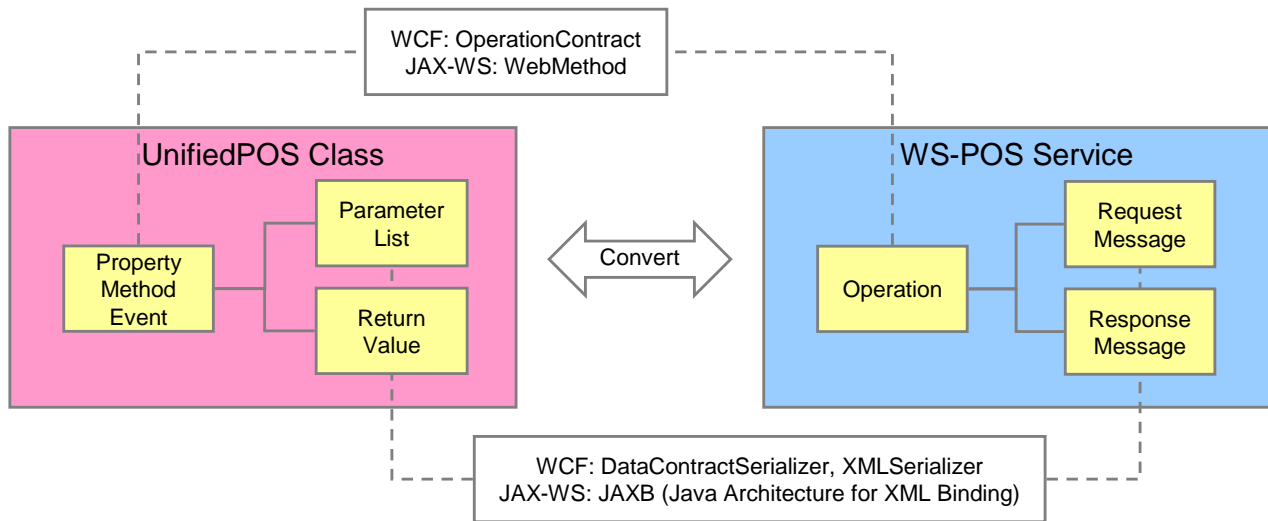 WCF: OperationContract
JAX-WS: WebMethod
UnifiedPOS Class
Property
Method
Event
Parameter
List
Return
Value
Convert
WS-POS Service
Operation
Request
Message
Response
Message
WCF: DataContractSerializer, XMLSerializer
JAX-WS: JAXB (Java Architecture for XML Binding)